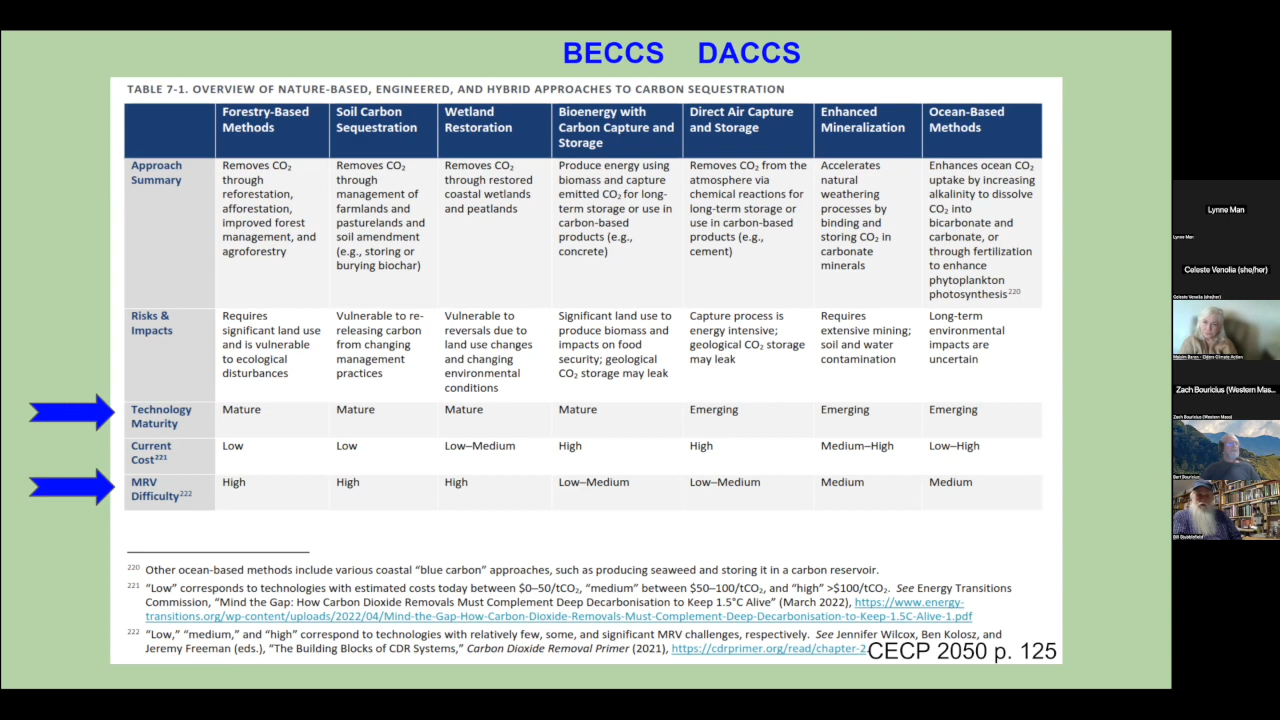 BECCS DACCS
TABLE 7-1. OVERVIEW OF NATURE-BASED, ENGINEERED, AND HYBRID APPROACHES TO CARBON SEQUESTRATION
Forestry-Based
Methods
Soil Carbon
Sequestration
Wetland
Restoration
Bioenergy with
Carbon Capture and
Storage
Direct Air Capture
and Storage
Enhanced
Mineralization
Ocean-Based
Methods
Approach
Summary
Removes CO₂
through
reforestation,
afforestation,
improved forest
management, and
agroforestry
Removes CO₂
through
management of
farmlands and
pasturelands and
soil amendment
(e.g., storing or
burying biochar)
Removes CO₂
through restored
coastal wetlands
and peatlands
Produce energy using
biomass and capture
emitted CO₂ for long-
term storage or use in
carbon-based
products (e.g.,
concrete)
Removes CO₂ from the
atmosphere via
chemical reactions for
long-term storage or
use in carbon-based
products (e.g.,
cement)
Accelerates
natural
weathering
processes by
binding and
storing CO₂ in
carbonate
minerals
Enhances ocean CO₂
uptake by increasing
alkalinity to dissolve
CO₂ into
bicarbonate and
carbonate, or
through fertilization
to enhance
phytoplankton
photosynthesis²²⁰
Risks &
Impacts
Requires
significant land use
and is vulnerable
to ecological
disturbances
Vulnerable to re-
releasing carbon
from changing
management
practices
Vulnerable to
reversals due to
land use changes
and changing
environmental
conditions
Significant land use to
produce biomass and
impacts on food
security; geological
CO₂ storage may leak
Capture process is
energy intensive;
geological CO₂ storage
may leak
Requires
extensive mining;
soil and water
contamination
Long-term
environmental
impacts are
uncertain
Technology
Maturity
Mature
Mature
Mature
Mature
Emerging
Emerging
Emerging
Current
Cost²²¹
Low
Low
Low–Medium
High
High
Medium–High
Low–High
MRV
Difficulty²²²
High
High
High
Low–Medium
Low–Medium
Medium
Medium
²²⁰ Other ocean-based methods include various coastal “blue carbon” approaches, such as producing seaweed and storing it in a carbon reservoir.
²²¹ “Low” corresponds to technologies with estimated costs today between $0–50/tCO₂, “medium” between $50–100/tCO₂, and “high” >$100/tCO₂. See Energy Transitions
Commission, “Mind the Gap: How Carbon Dioxide Removals Must Complement Deep Decarbonisation to Keep 1.5°C Alive” (March 2022), https://www.energy-
transitions.org/wp-content/uploads/2022/04/Mind-the-Gap-How-Carbon-Dioxide-Removals-Must-Complement-Deep-Decarbonisation-to-Keep-1.5C-Alive-1.pdf
²²² “Low,” “medium,” and “high” correspond to technologies with relatively few, some, and significant MRV challenges, respectively. See Jennifer Wilcox, Ben Kolosz, and
Jeremy Freeman (eds.), “The Building Blocks of CDR Systems,” Carbon Dioxide Removal Primer (2021), https://cdrprimer.org/read/chapter-2.
CECP 2050 p. 125
Lynne Man
Lynne Man
Celeste Venolia (she/her)
Celeste Venolia (she/her)
Elders Climate Action
Zach Bouricius (Western Mas...
Zach Bouricius (Western Mass)
Bart Bouricius
Bill Stubblefield